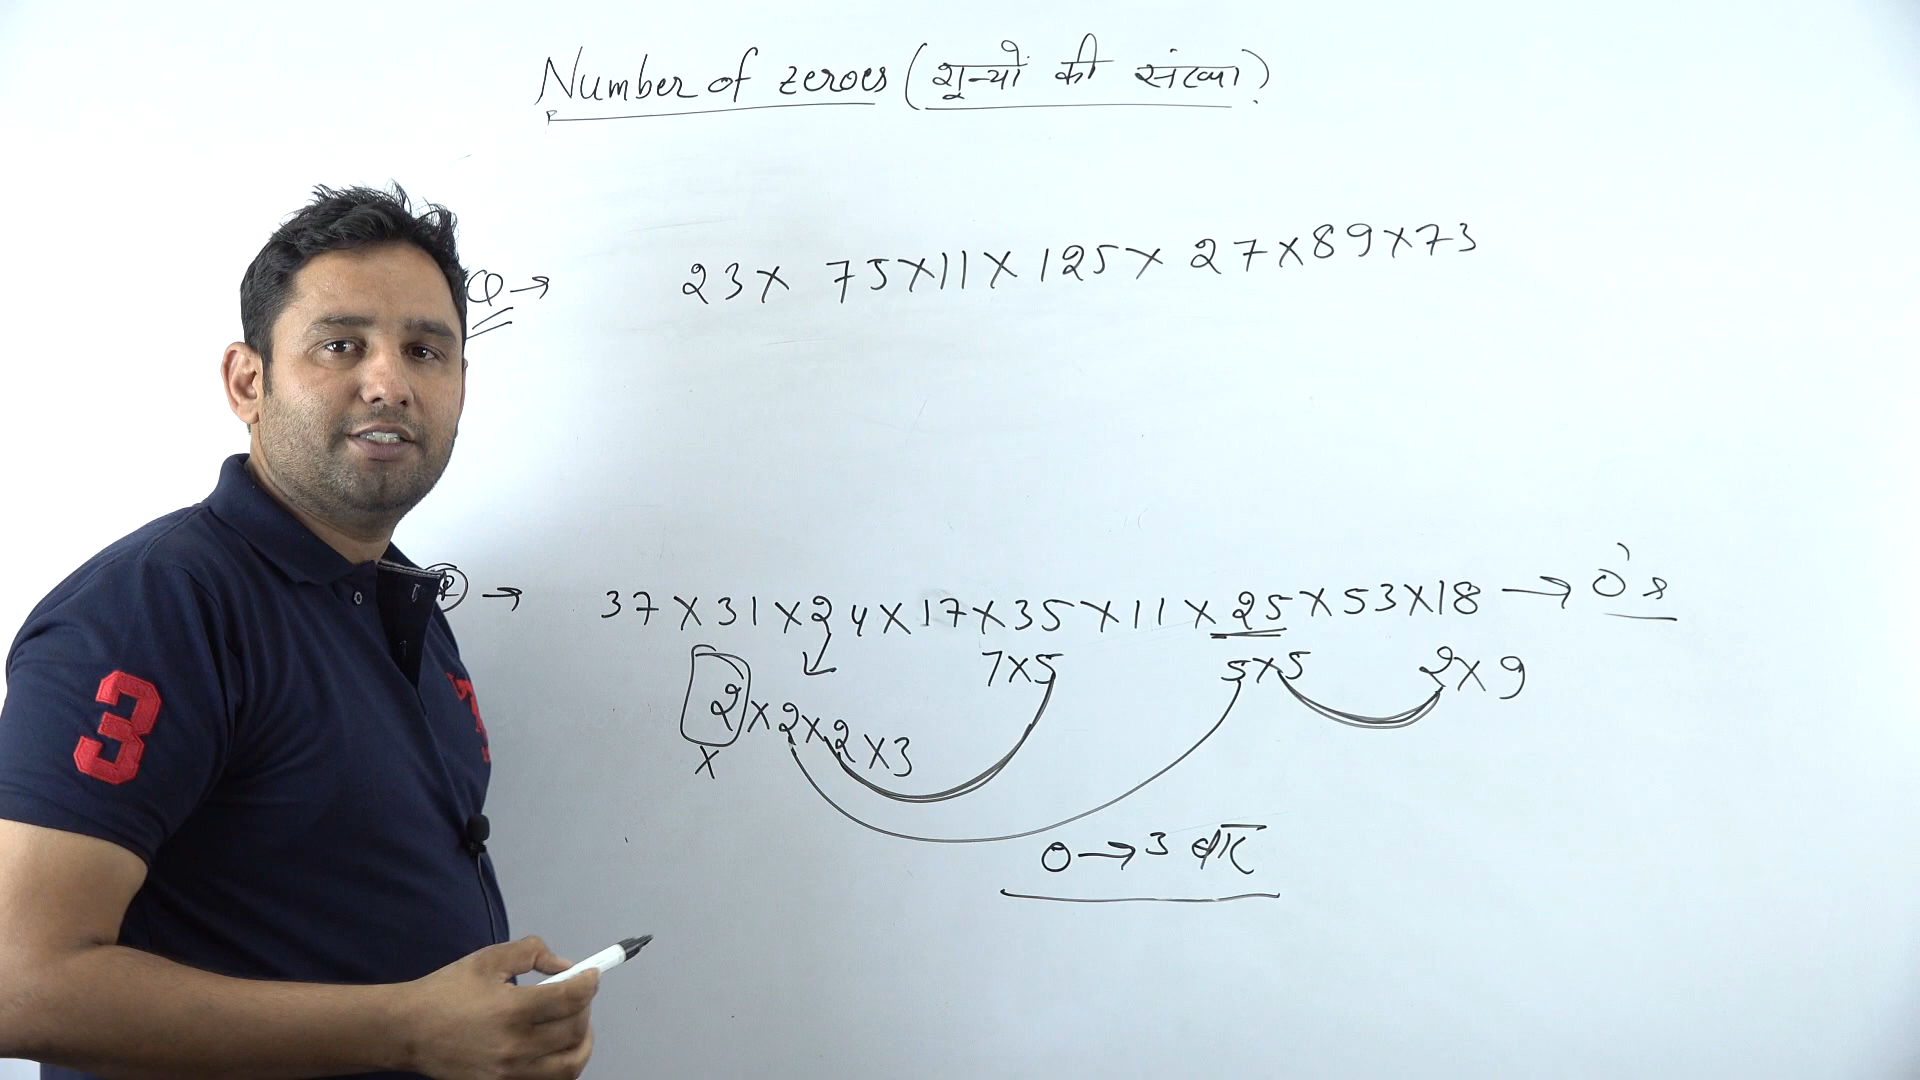 Number of zeroes (शून्यो की संख्या)
Q → 23 X 75 X 11 X 125 X 27 X 89 X 73
→ 37 X 31 X 24 X 17 X 35 X 11 X 25 X 53 X 18 → 0's
7 X 5 5 X 5 2 X 9
2 X 2 X 2 X 3
X
0 → 3 बार
3